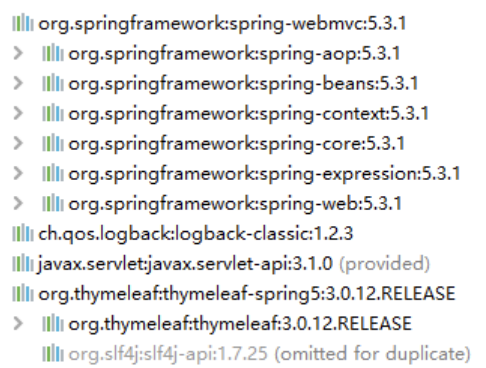 org.springframework:spring-webmvc:5.3.1
org.springframework:spring-aop:5.3.1
org.springframework:spring-beans:5.3.1
org.springframework:spring-context:5.3.1
org.springframework:spring-core:5.3.1
org.springframework:spring-expression:5.3.1
org.springframework:spring-web:5.3.1
ch.qos.logback:logback-classic:1.2.3
javax.servlet:javax.servlet-api:3.1.0 (provided)
org.thymeleaf:thymeleaf-spring5:3.0.12.RELEASE
org.thymeleaf:thymeleaf:3.0.12.RELEASE
org.slf4j:slf4j-api:1.7.25 (omitted for duplicate)